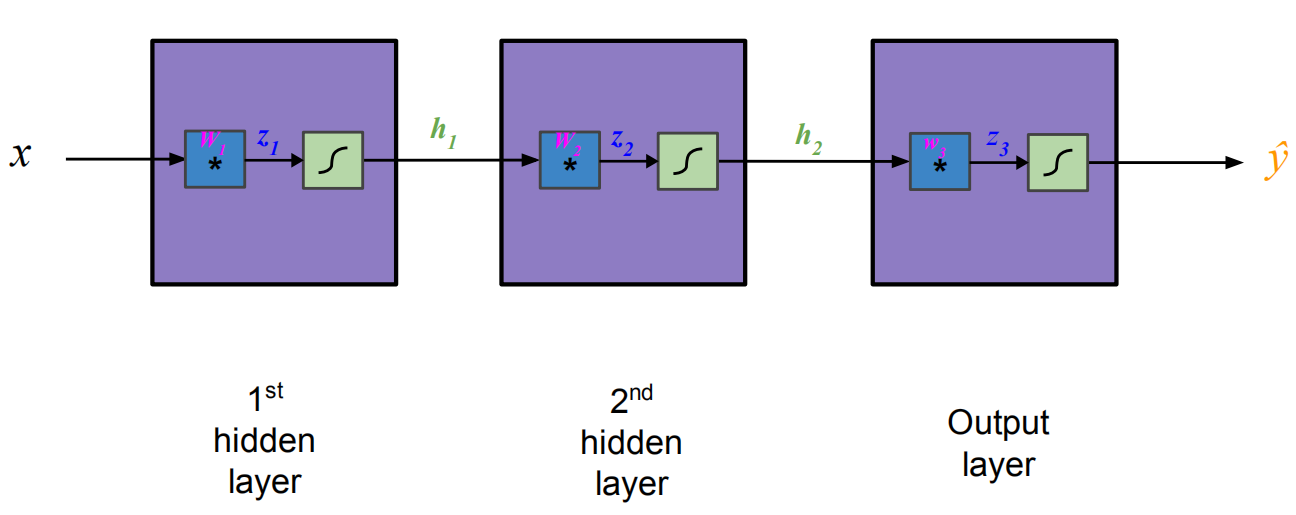 x
W₁
*
z₁
h₁
W₂
*
z₂
h₂
w₃
*
z₃
ŷ
1ˢᵗ
hidden
layer
2ⁿᵈ
hidden
layer
Output
layer